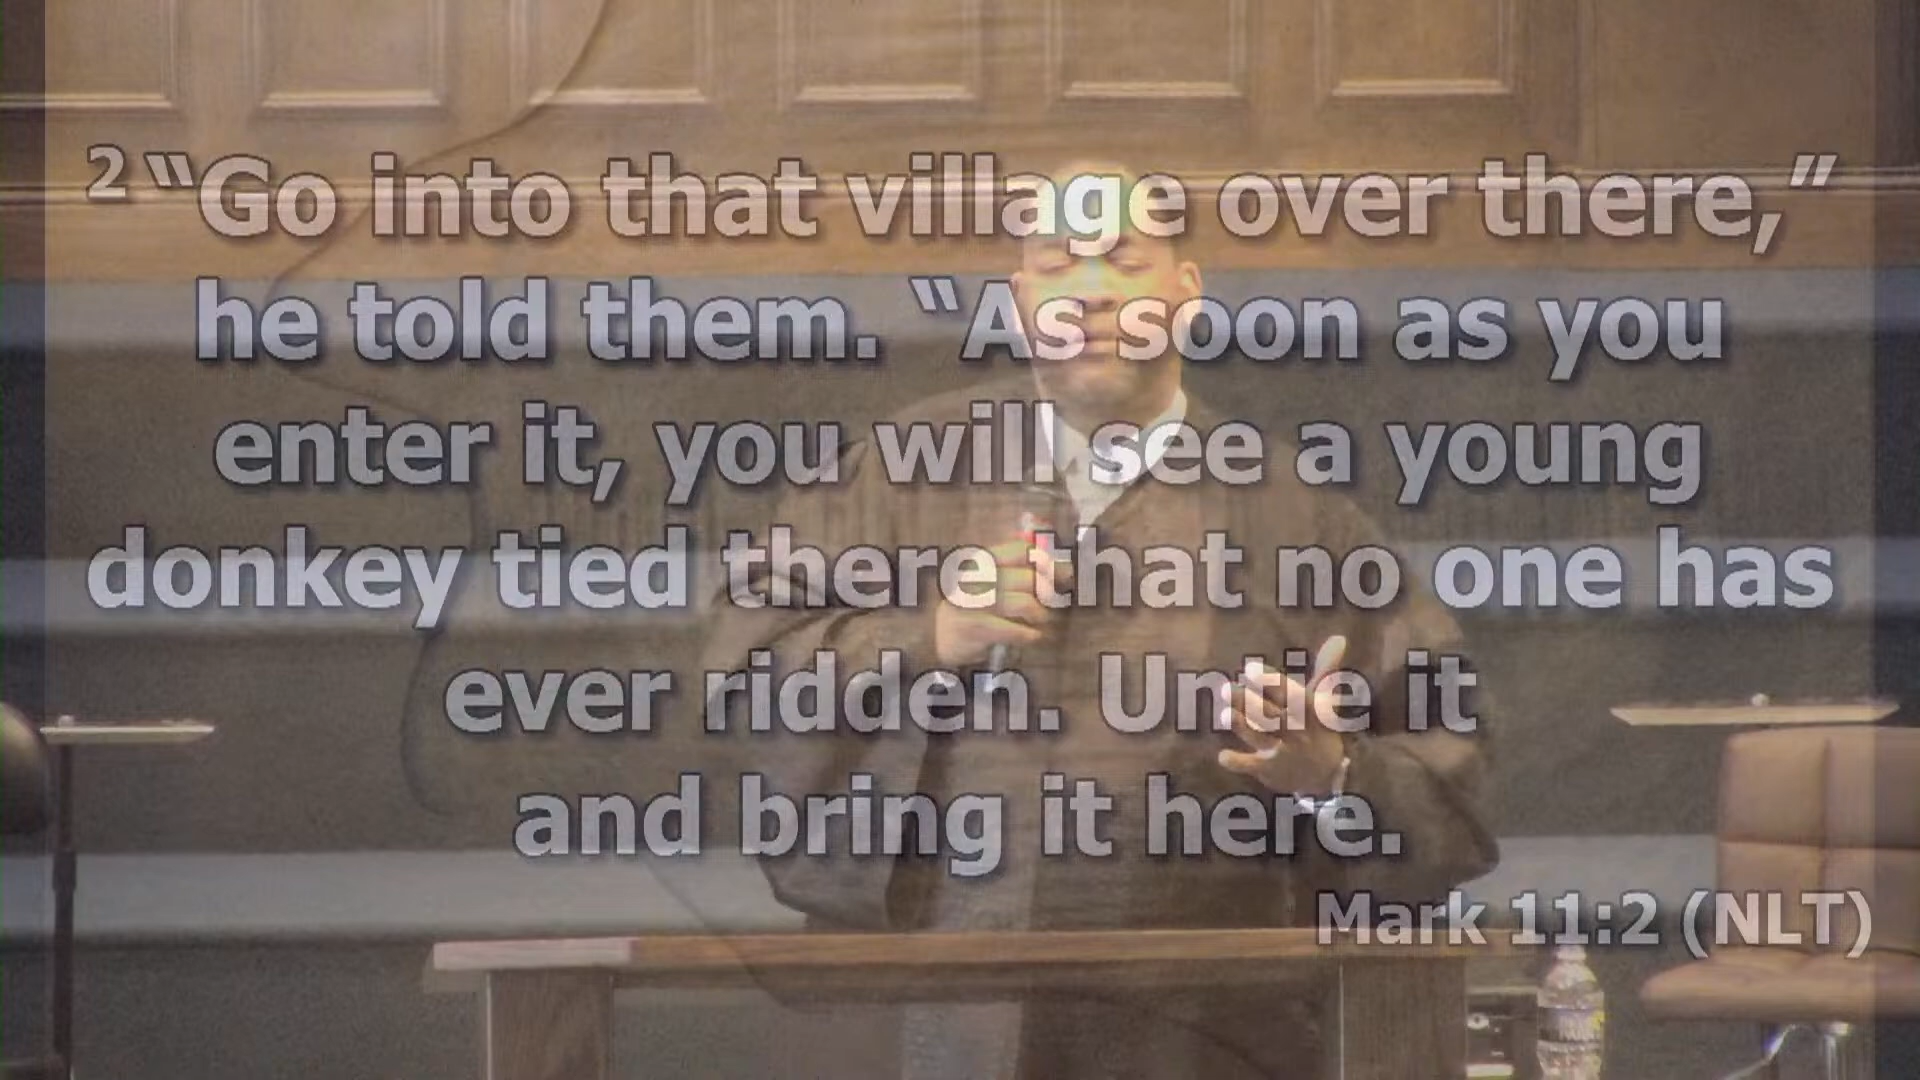 2 “Go into that village over there,”
he told them. “As soon as you
enter it, you will see a young
donkey tied there that no one has
ever ridden. Untie it
and bring it here.
Mark 11:2 (NLT)